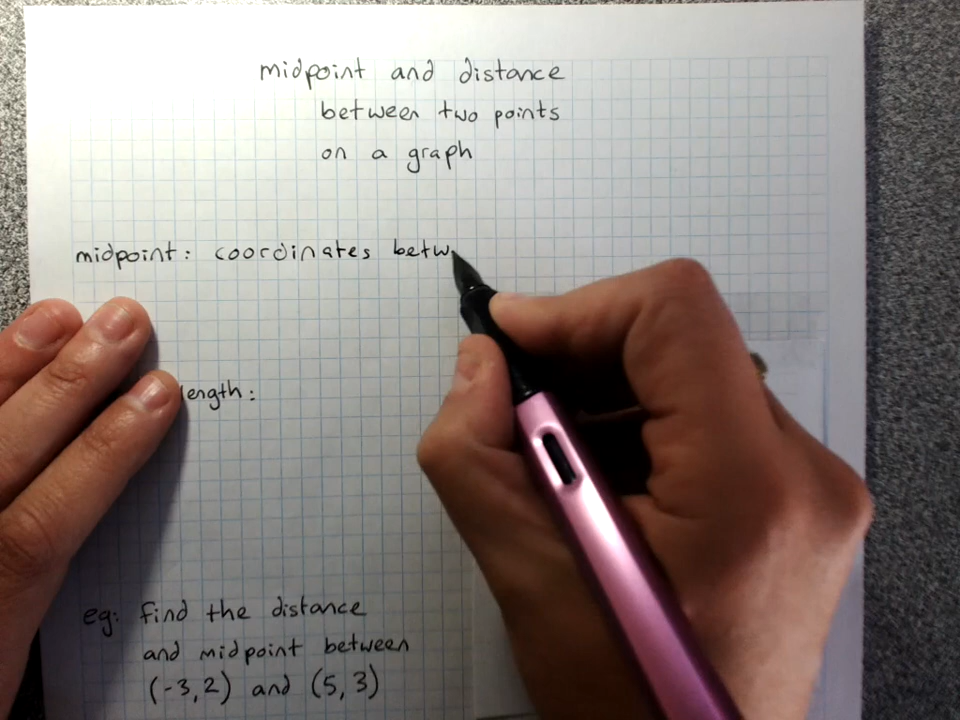 midpoint and distance
between two points
on a graph
midpoint: coordinates betw
length:
eg: find the distance
and midpoint between
(-3,2) and (5,3)